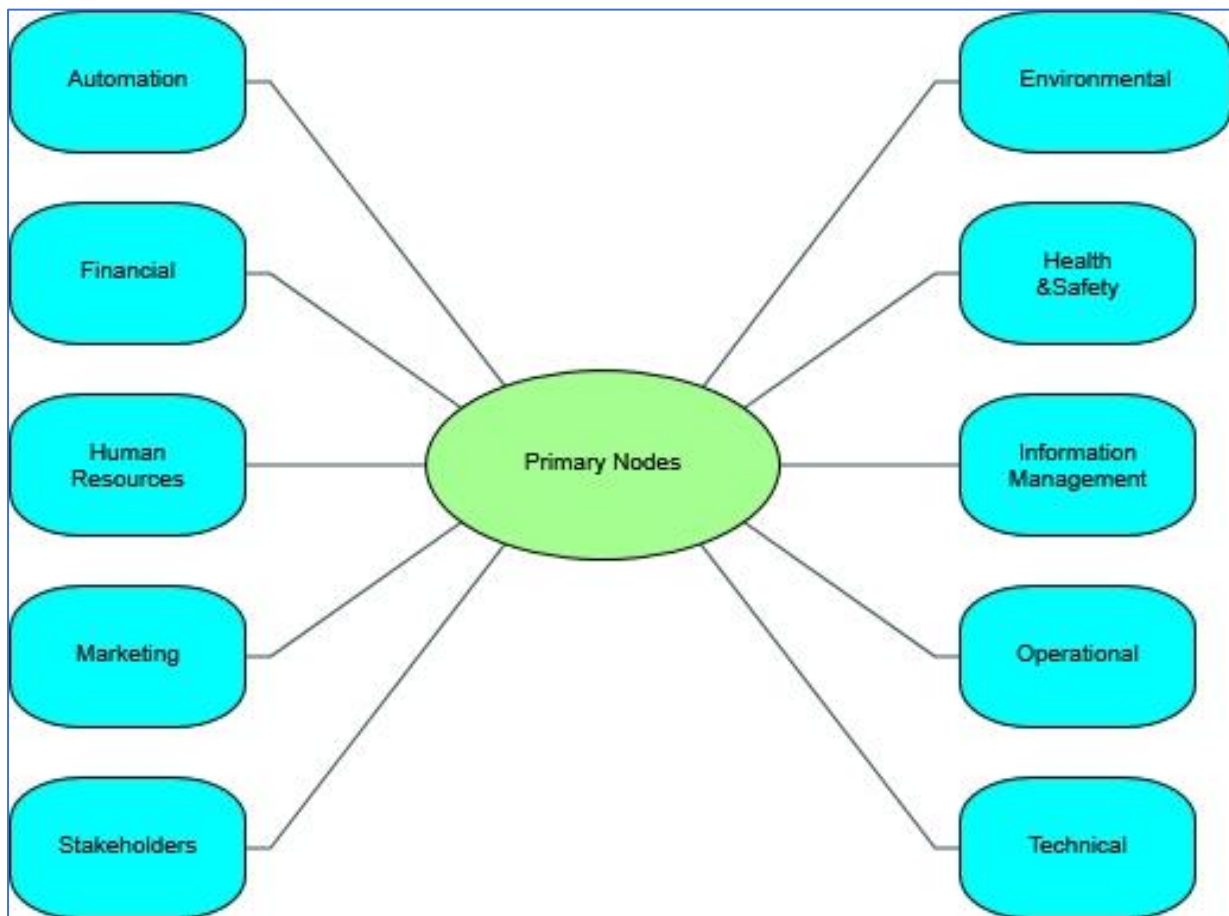 Automation
Financial
Human
Resources
Marketing
Stakeholders
Primary Nodes
Environmental
Health
&Safety
Information
Management
Operational
Technical